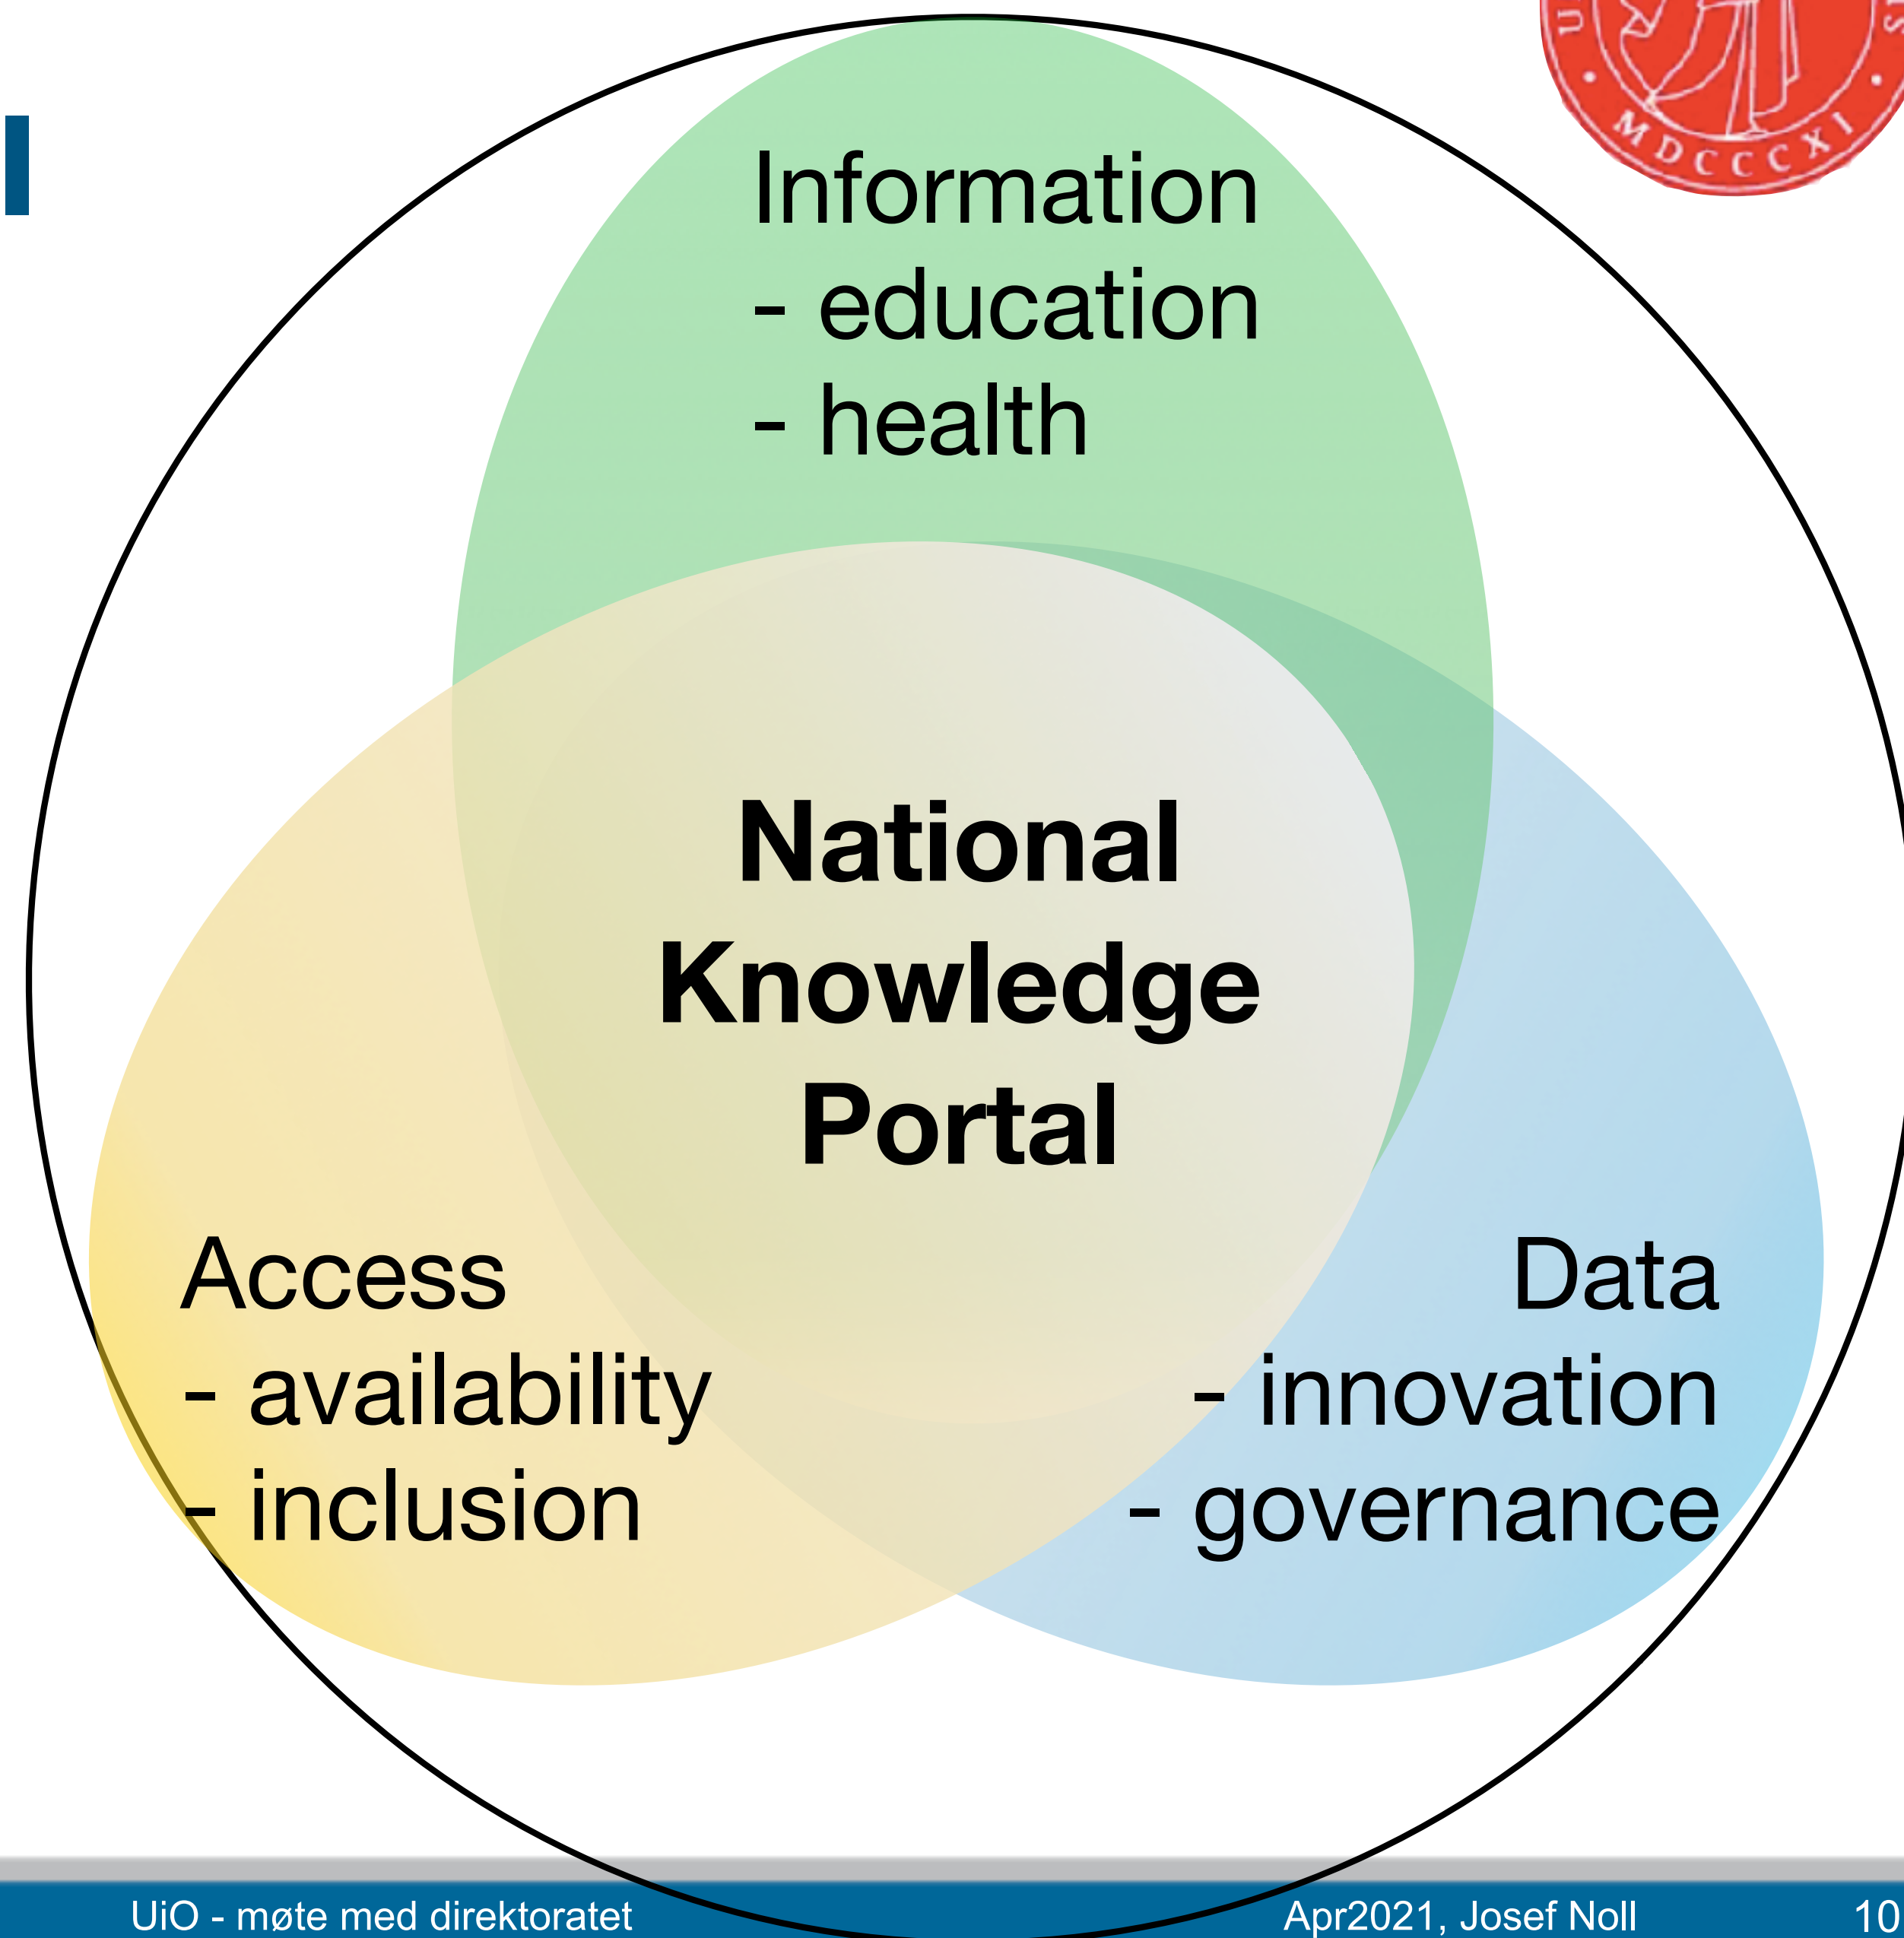 MDCCCXI
Information
- education
- health
National
Knowledge
Portal
Access
- availability
- inclusion
Data
- innovation
- governance
UiO - møte med direktoratet
Apr2021, Josef Noll
10